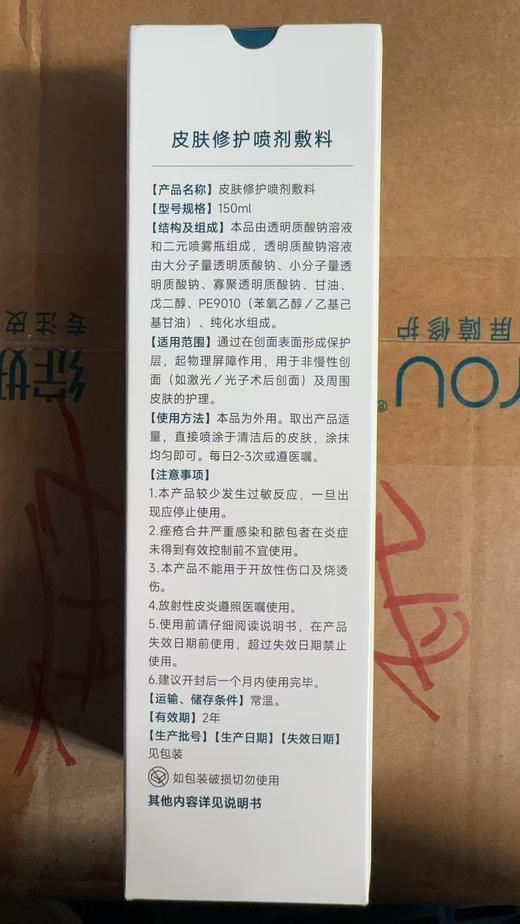 皮肤修护喷剂敷料
【产品名称】皮肤修护喷剂敷料
【型号规格】150ml
【结构及组成】本品由透明质酸钠溶液
和二元喷雾瓶组成，透明质酸钠溶液
由大分子量透明质酸钠、小分子量透
明质酸钠、寡聚透明质酸钠、甘油、
戊二醇、PE9010（苯氧乙醇/乙基己
基甘油）、纯化水组成。
【适用范围】通过在创面表面形成保护
层，起物理屏障作用，用于非慢性创
面（如激光/光子术后创面）及周围
皮肤的护理。
【使用方法】本品为外用。取出产品适
量，直接喷涂于清洁后的皮肤，涂抹
均匀即可。每日2-3次或遵医嘱。
【注意事项】
1.本产品较少发生过敏反应，一旦出
现应停止使用。
2.痤疮合并严重感染和脓包者在炎症
未得到有效控制前不宜使用。
3.本产品不能用于开放性伤口及烧烫
伤。
4.放射性皮炎遵照医嘱使用。
5.使用前请仔细阅读说明书，在产品
失效日期前使用，超过失效日期禁止
使用。
6.建议开封后一个月内使用完毕。
【运输、储存条件】常温。
【有效期】2年
【生产批号】【生产日期】【失效日期】
见包装
如包装破损切勿使用
其他内容详见说明书
屏障修护
专注皮
ROU®